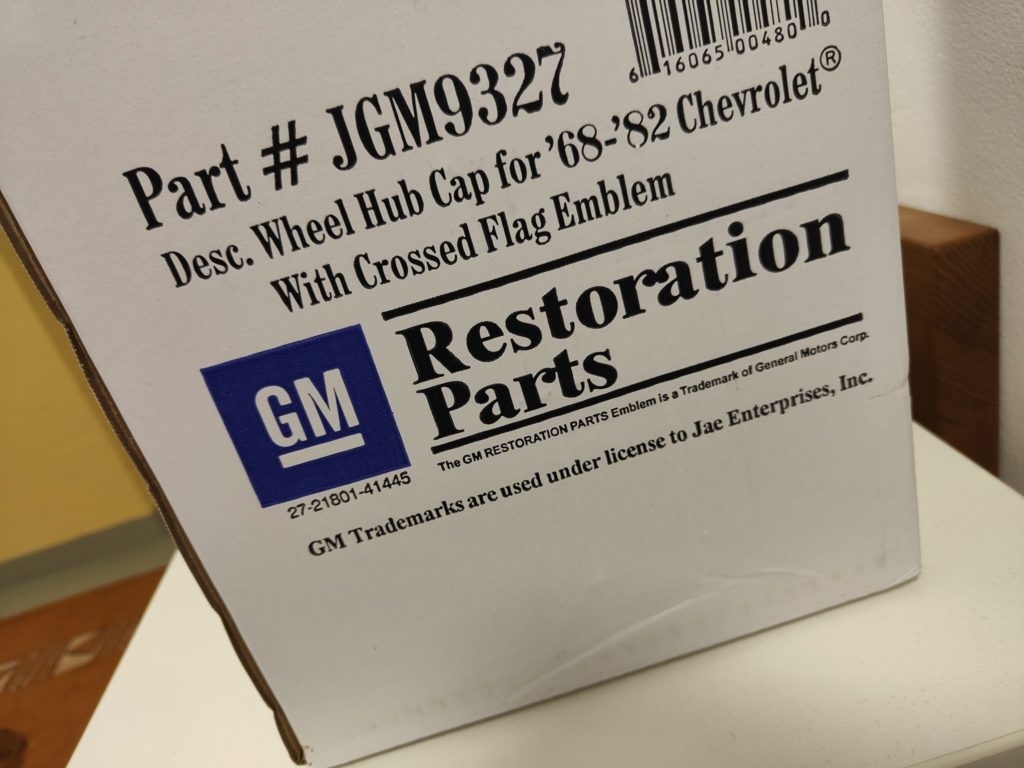 6 16065 00480 0
Part # JGM9327
Desc. Wheel Hub Cap for '68-'82 Chevrolet®
With Crossed Flag Emblem
GM
Restoration
Parts
27-21801-41445
The GM RESTORATION PARTS Emblem is a Trademark of General Motors Corp.
GM Trademarks are used under license to Jae Enterprises, Inc.